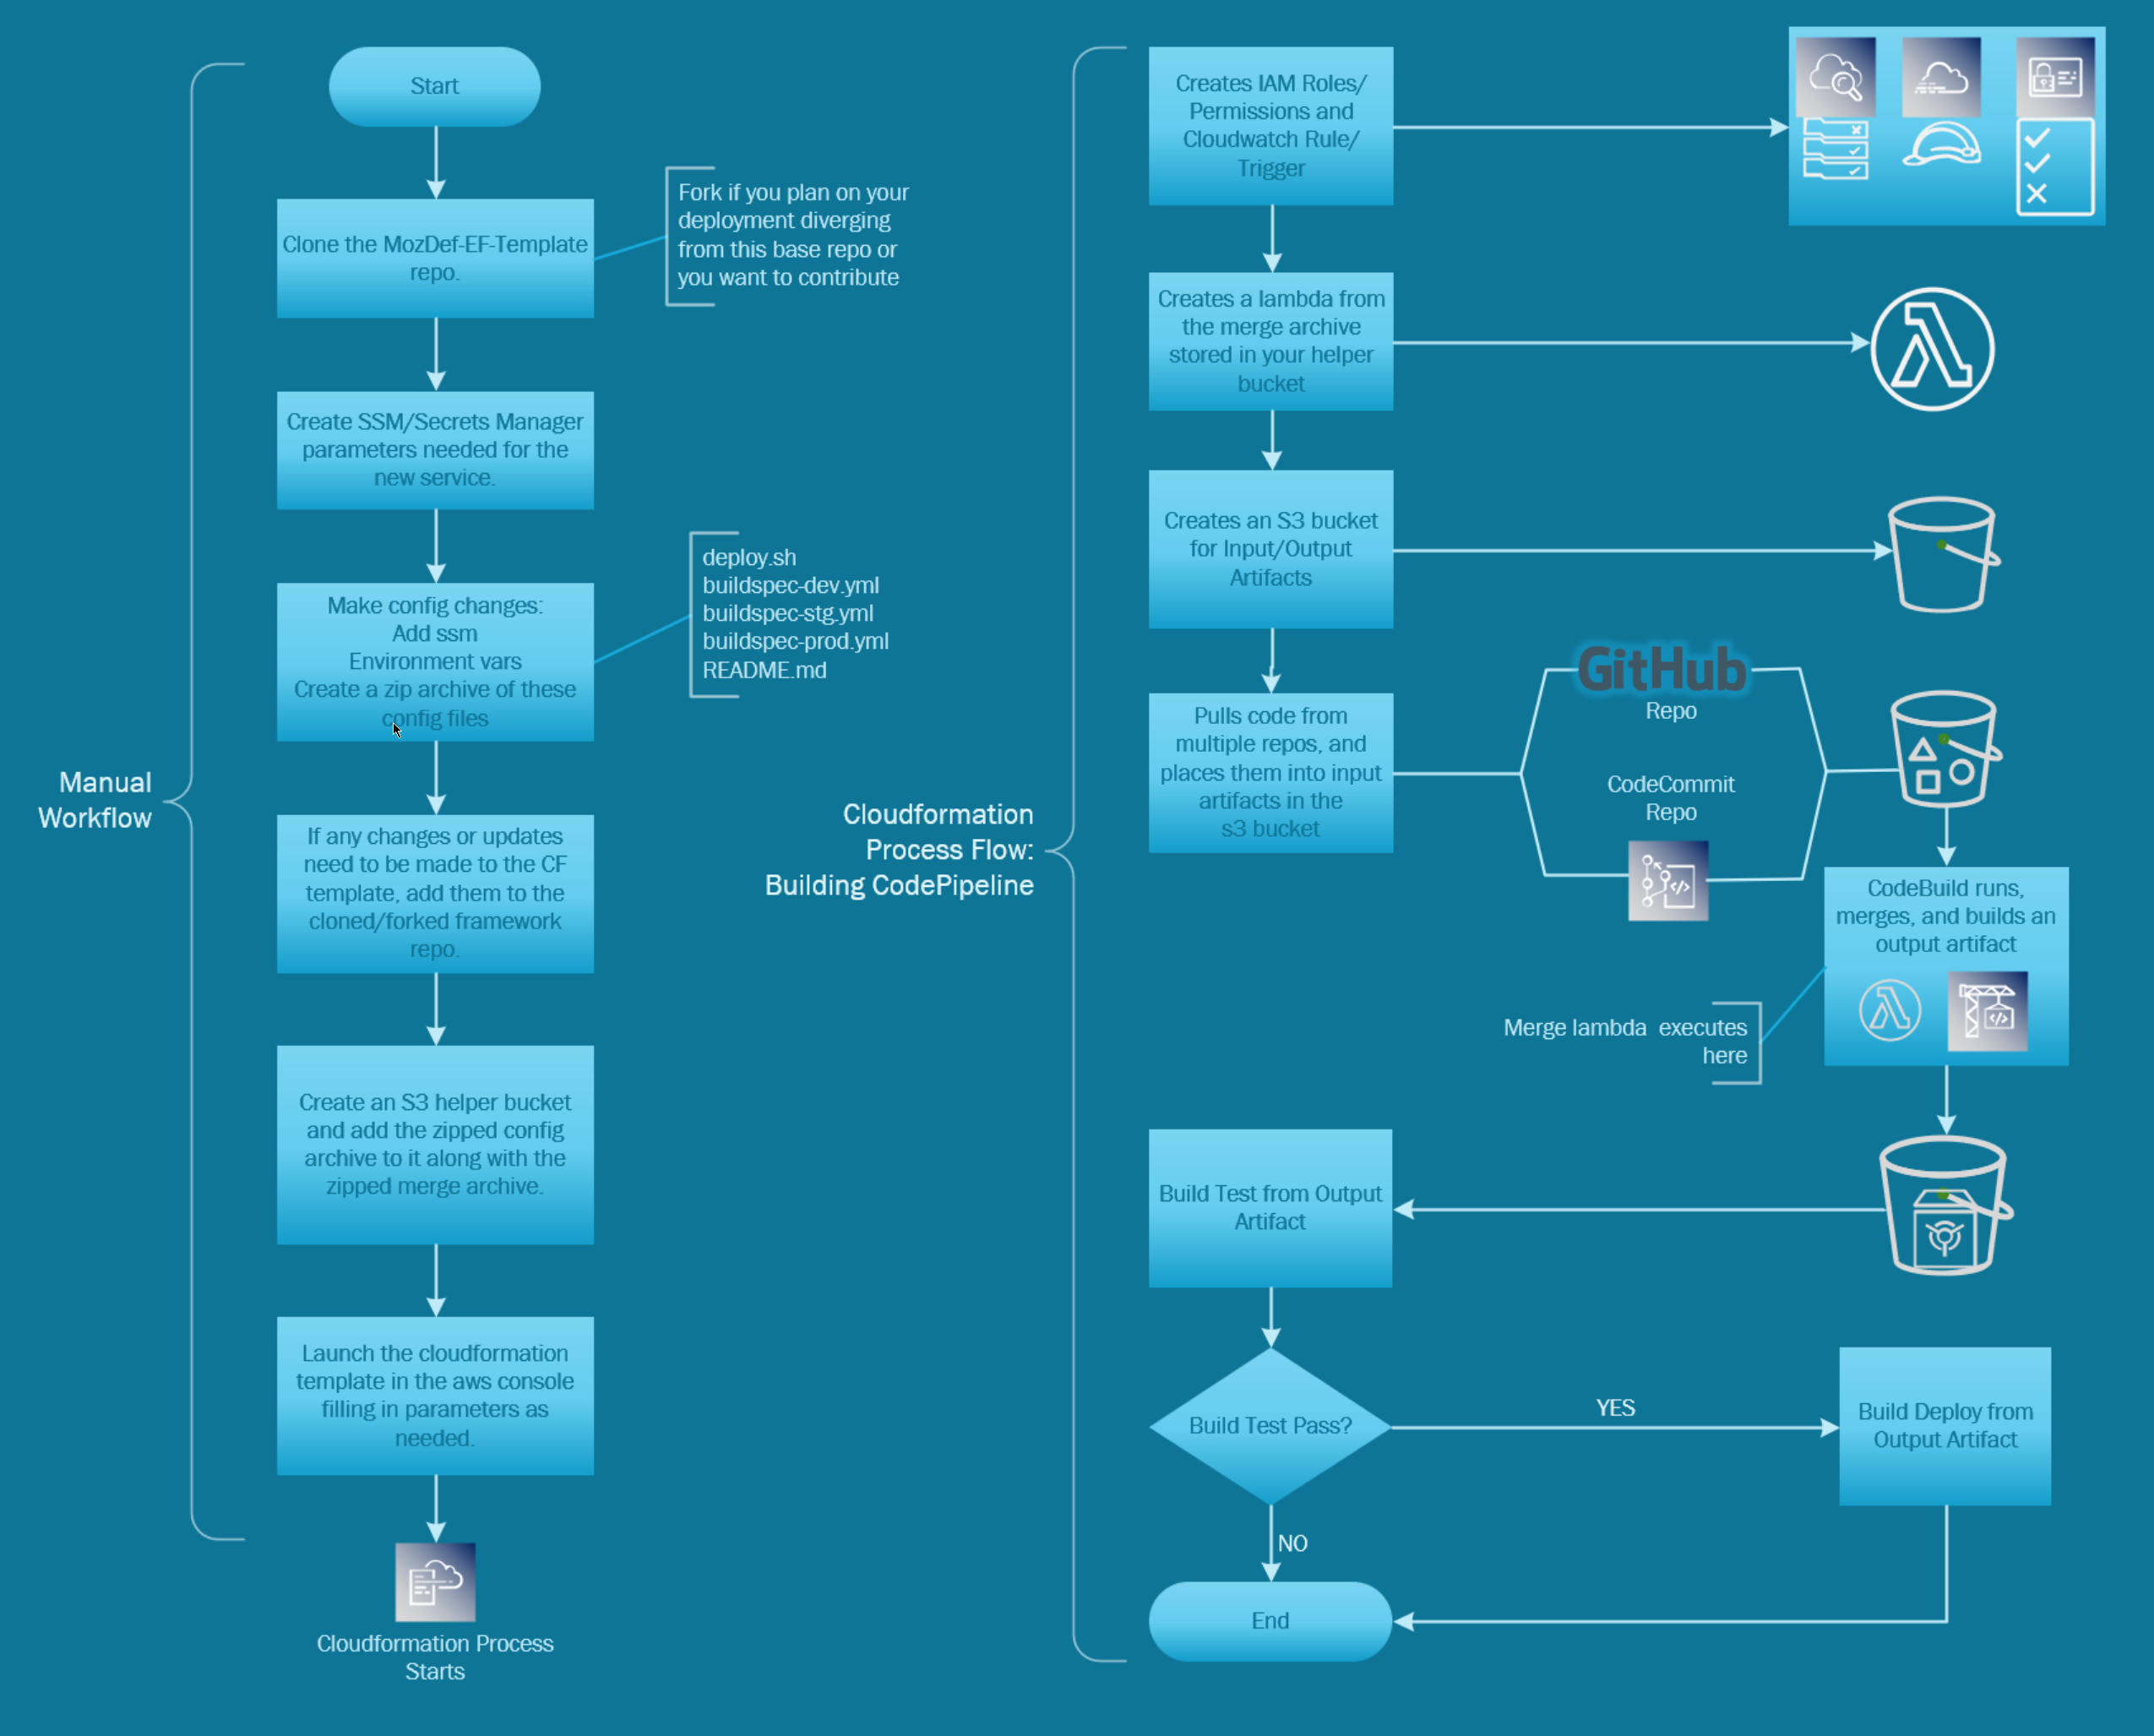 Start
Clone the MozDef-EF-Template
repo.
Fork if you plan on your
deployment diverging
from this base repo or
you want to contribute
Create SSM/Secrets Manager
parameters needed for the
new service.
Make config changes:
Add ssm
Environment vars
Create a zip archive of these
config files
deploy.sh
buildspec-dev.yml
buildspec-stg.yml
buildspec-prod.yml
README.md
Manual
Workflow
If any changes or updates
need to be made to the CF
template, add them to the
cloned/forked framework
repo.
Create an S3 helper bucket
and add the zipped config
archive to it along with the
zipped merge archive.
Launch the cloudformation
template in the aws console
filling in parameters as
needed.
Cloudformation Process
Starts
Cloudformation
Process Flow:
Building CodePipeline
Creates IAM Roles/
Permissions and
Cloudwatch Rule/
Trigger
Creates a lambda from
the merge archive
stored in your helper
bucket
Creates an S3 bucket
for Input/Output
Artifacts
Pulls code from
multiple repos, and
places them into input
artifacts in the
s3 bucket
GitHub
Repo
CodeCommit
Repo
CodeBuild runs,
merges, and builds an
output artifact
Merge lambda  executes
here
Build Test from Output
Artifact
Build Test Pass?
YES
Build Deploy from
Output Artifact
NO
End